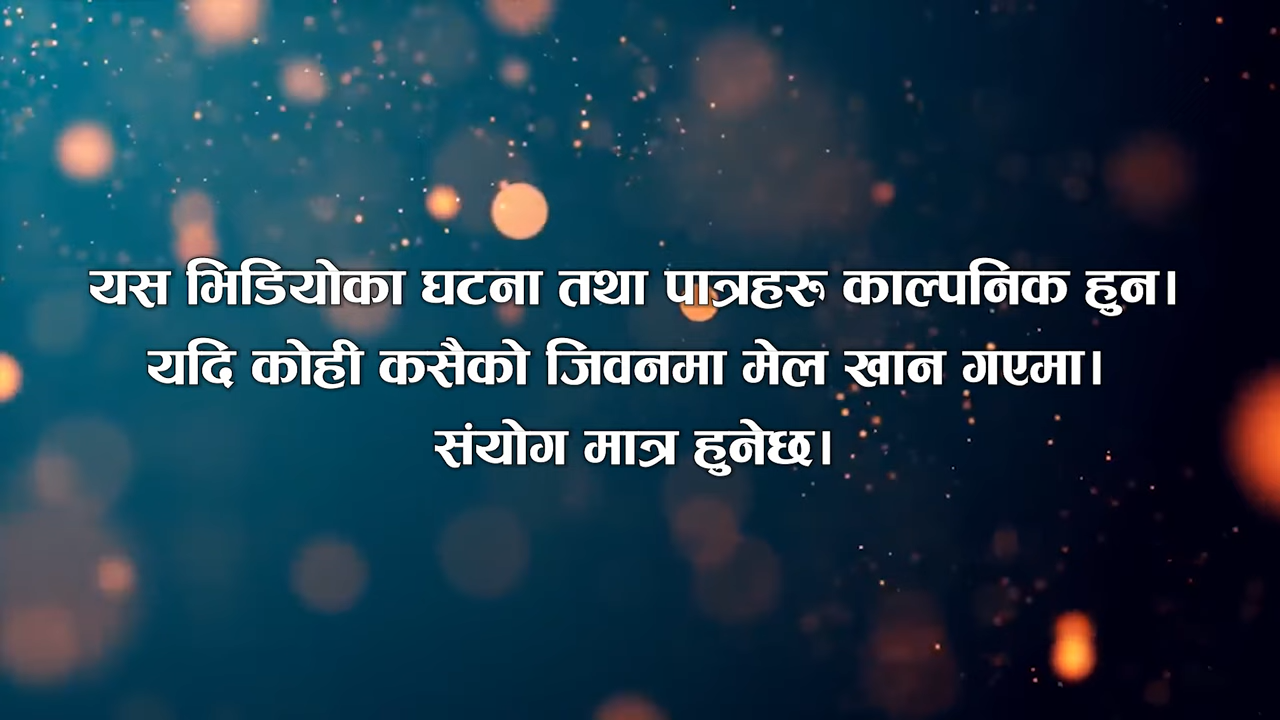 यस भिडियोका घटना तथा पात्रहरु काल्पनिक हुन।
यदि कोही कसैको जिवनमा मेल खान गएमा।
संयोग मात्र हुनेछ।